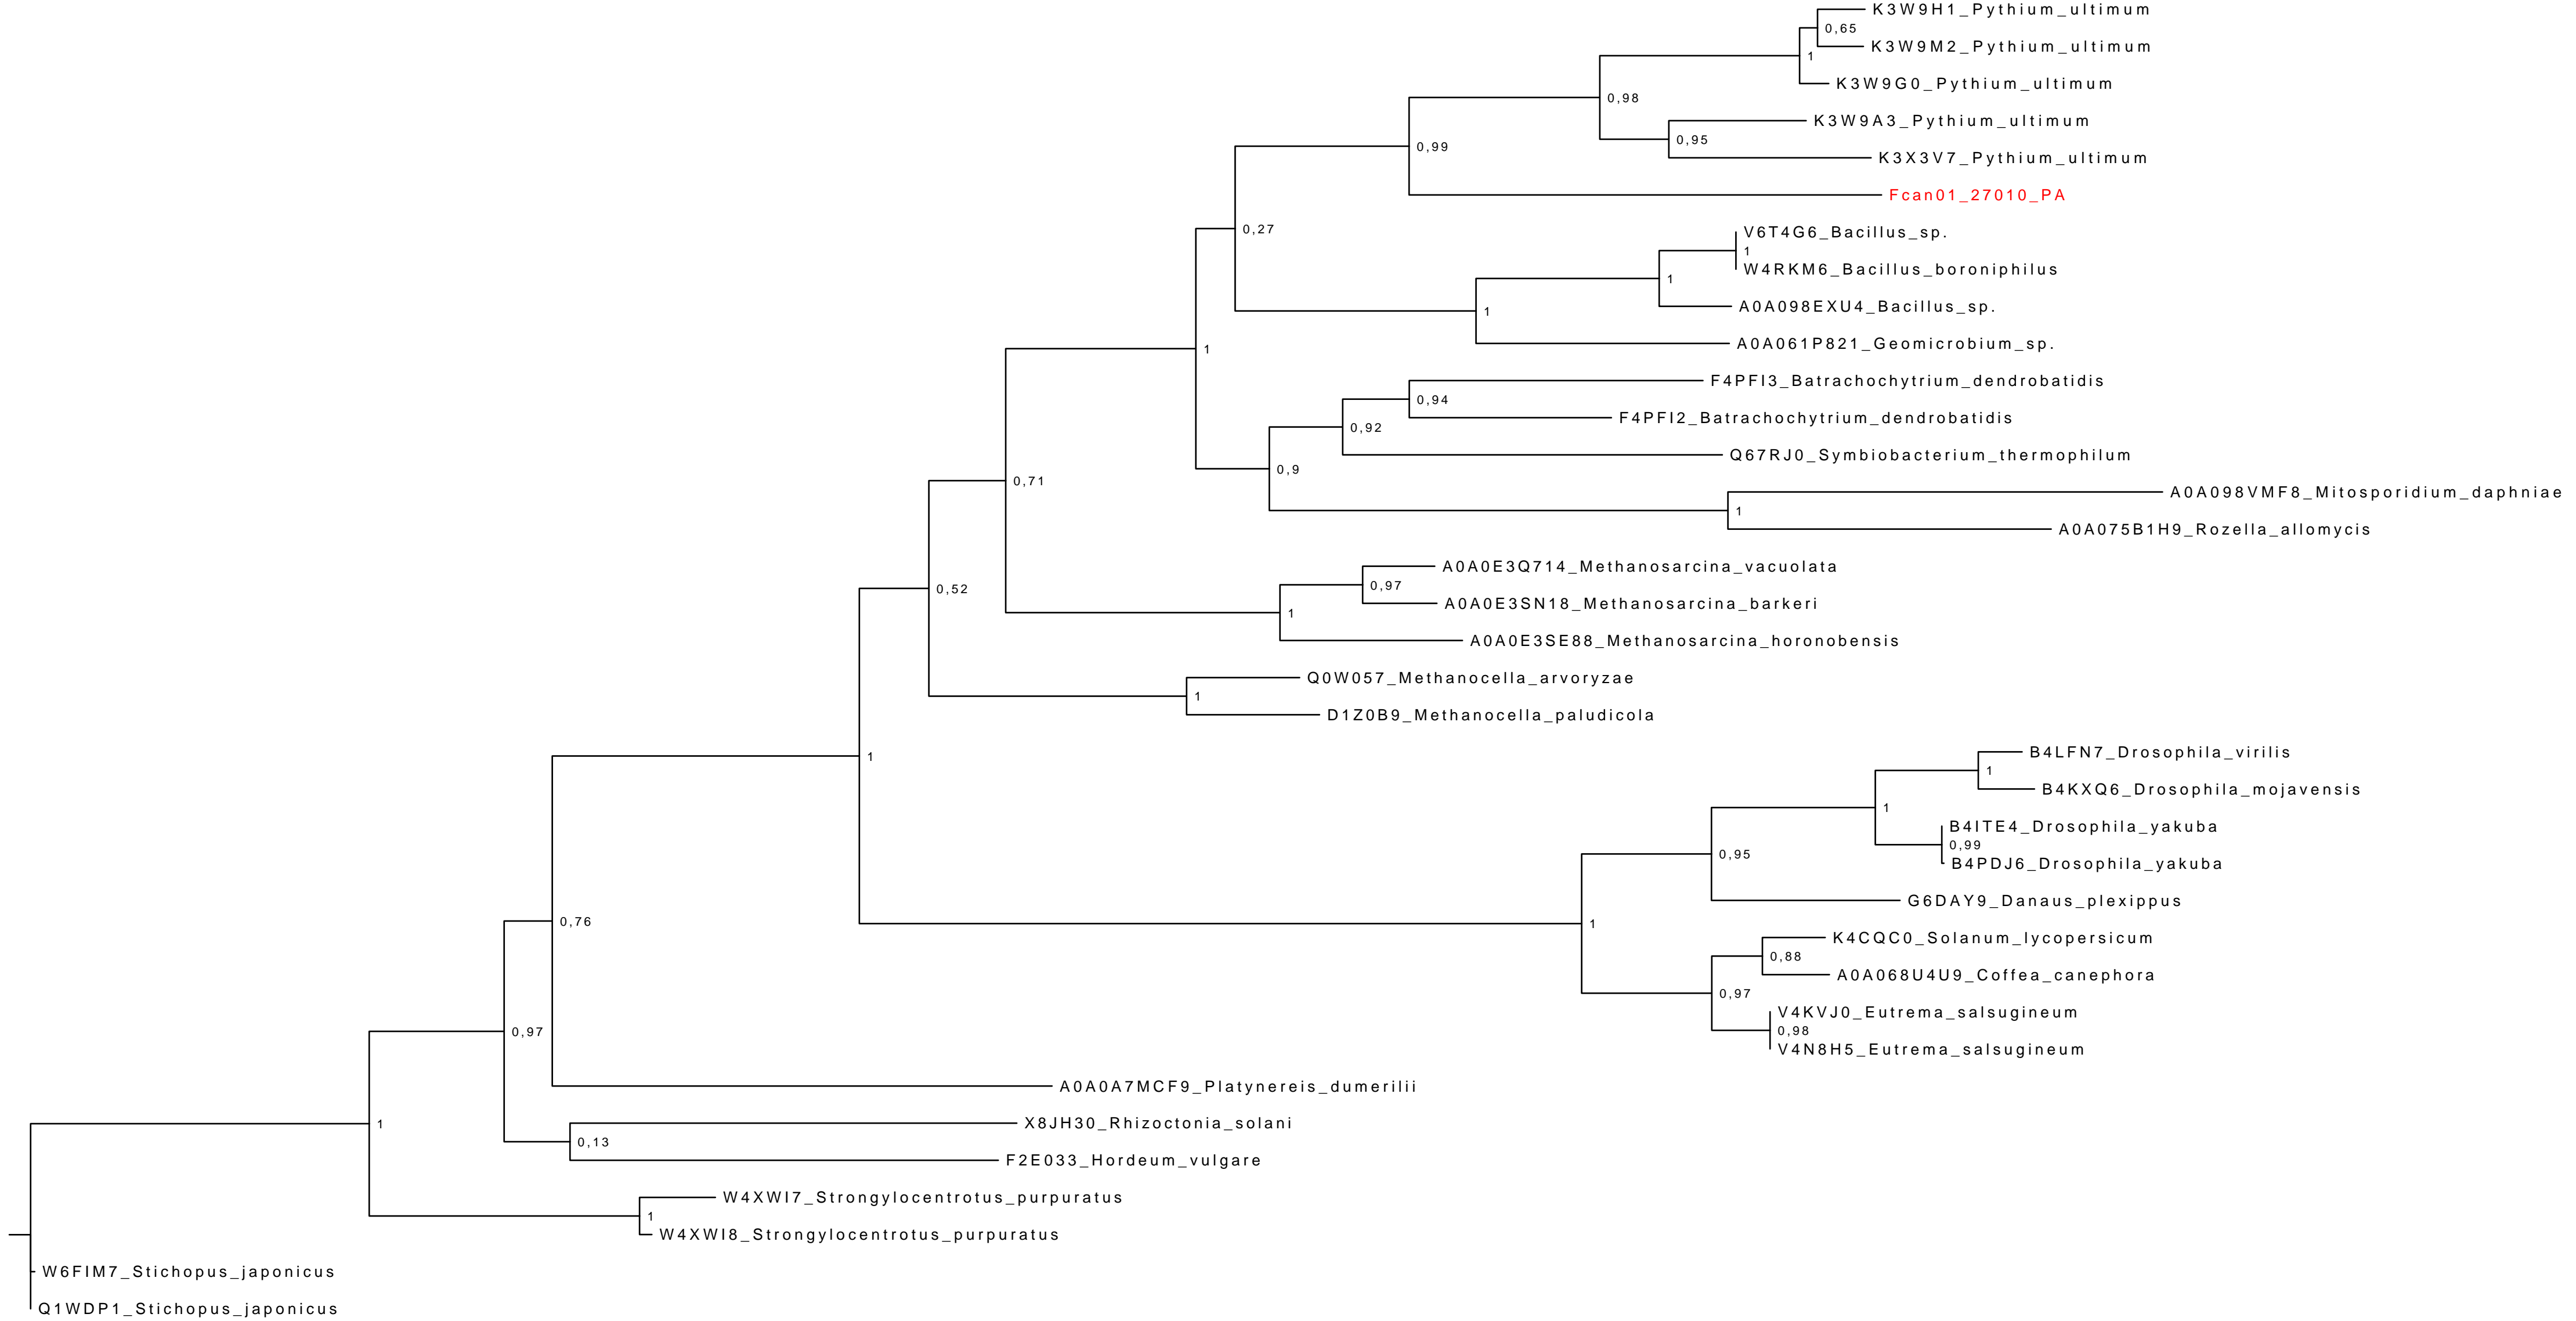 K3W9H1_Pythium_ultimum
0,65
K3W9M2_Pythium_ultimum
1
K3W9G0_Pythium_ultimum
0,98
K3W9A3_Pythium_ultimum
0,95
0,99
K3X3V7_Pythium_ultimum
Fcan01_27010_PA
0,27
V6T4G6_Bacillus_sp.
1
W4RKM6_Bacillus_boroniphilus
1
A0A098EXU4_Bacillus_sp.
1
A0A061P821_Geomicrobium_sp.
1
F4PFI3_Batrachochytrium_dendrobatidis
0,94
F4PFI2_Batrachochytrium_dendrobatidis
0,92
Q67RJ0_Symbiobacterium_thermophilum
0,9
0,71
A0A098VMF8_Mitosporidium_daphniae
1
A0A075B1H9_Rozella_allomycis
A0A0E3Q714_Methanosarcina_vacuolata
0,97
0,52
A0A0E3SN18_Methanosarcina_barkeri
1
A0A0E3SE88_Methanosarcina_horonobensis
Q0W057_Methanocella_arvoryzae
1
D1Z0B9_Methanocella_paludicola
1
B4LFN7_Drosophila_virilis
1
B4KXQ6_Drosophila_mojavensis
1
B4ITE4_Drosophila_yakuba
0,99
0,95
B4PDJ6_Drosophila_yakuba
G6DAY9_Danaus_plexippus
0,76
1
K4CQC0_Solanum_lycopersicum
0,88
A0A068U4U9_Coffea_canephora
0,97
V4KVJ0_Eutrema_salsugineum
0,97
0,98
V4N8H5_Eutrema_salsugineum
A0A0A7MCF9_Platynereis_dumerilii
1
X8JH30_Rhizoctonia_solani
0,13
F2E033_Hordeum_vulgare
W4XWI7_Strongylocentrotus_purpuratus
1
W4XWI8_Strongylocentrotus_purpuratus
W6FIM7_Stichopus_japonicus
Q1WDP1_Stichopus_japonicus